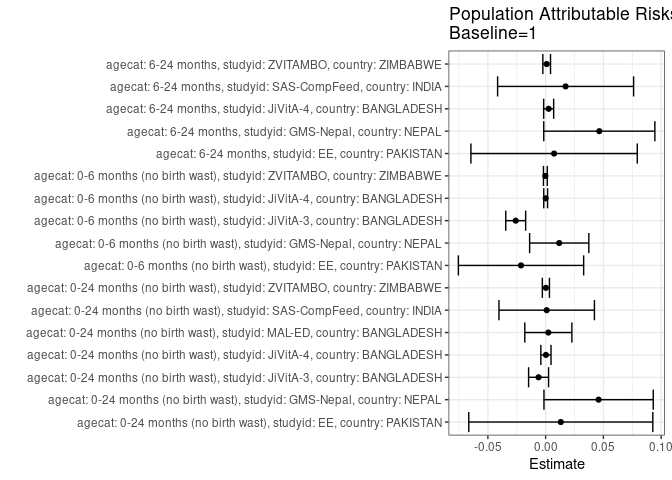 Population Attributable Risks
Baseline=1
agecat: 6-24 months, studyid: ZVITAMBO, country: ZIMBABWE
agecat: 6-24 months, studyid: SAS-CompFeed, country: INDIA
agecat: 6-24 months, studyid: JiVitA-4, country: BANGLADESH
agecat: 6-24 months, studyid: GMS-Nepal, country: NEPAL
agecat: 6-24 months, studyid: EE, country: PAKISTAN
agecat: 0-6 months (no birth wast), studyid: ZVITAMBO, country: ZIMBABWE
agecat: 0-6 months (no birth wast), studyid: JiVitA-4, country: BANGLADESH
agecat: 0-6 months (no birth wast), studyid: JiVitA-3, country: BANGLADESH
agecat: 0-6 months (no birth wast), studyid: GMS-Nepal, country: NEPAL
agecat: 0-6 months (no birth wast), studyid: EE, country: PAKISTAN
agecat: 0-24 months (no birth wast), studyid: ZVITAMBO, country: ZIMBABWE
agecat: 0-24 months (no birth wast), studyid: SAS-CompFeed, country: INDIA
agecat: 0-24 months (no birth wast), studyid: MAL-ED, country: BANGLADESH
agecat: 0-24 months (no birth wast), studyid: JiVitA-4, country: BANGLADESH
agecat: 0-24 months (no birth wast), studyid: JiVitA-3, country: BANGLADESH
agecat: 0-24 months (no birth wast), studyid: GMS-Nepal, country: NEPAL
agecat: 0-24 months (no birth wast), studyid: EE, country: PAKISTAN
-0.05 0.00 0.05 0.10
Estimate